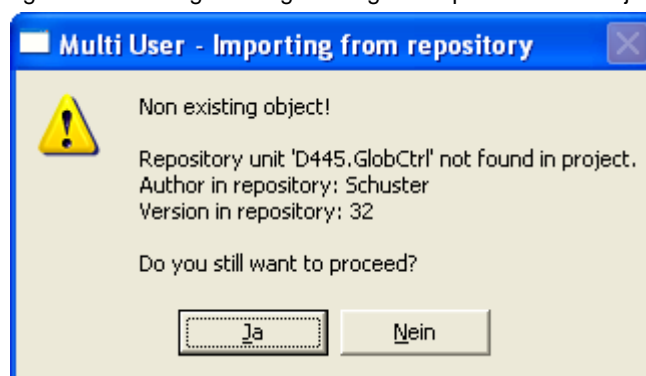 Multi User - Importing from repository
Non existing object!
Repository unit 'D445.GlobCtrl' not found in project.
Author in repository: Schuster
Version in repository: 32
Do you still want to proceed?
Ja
Nein